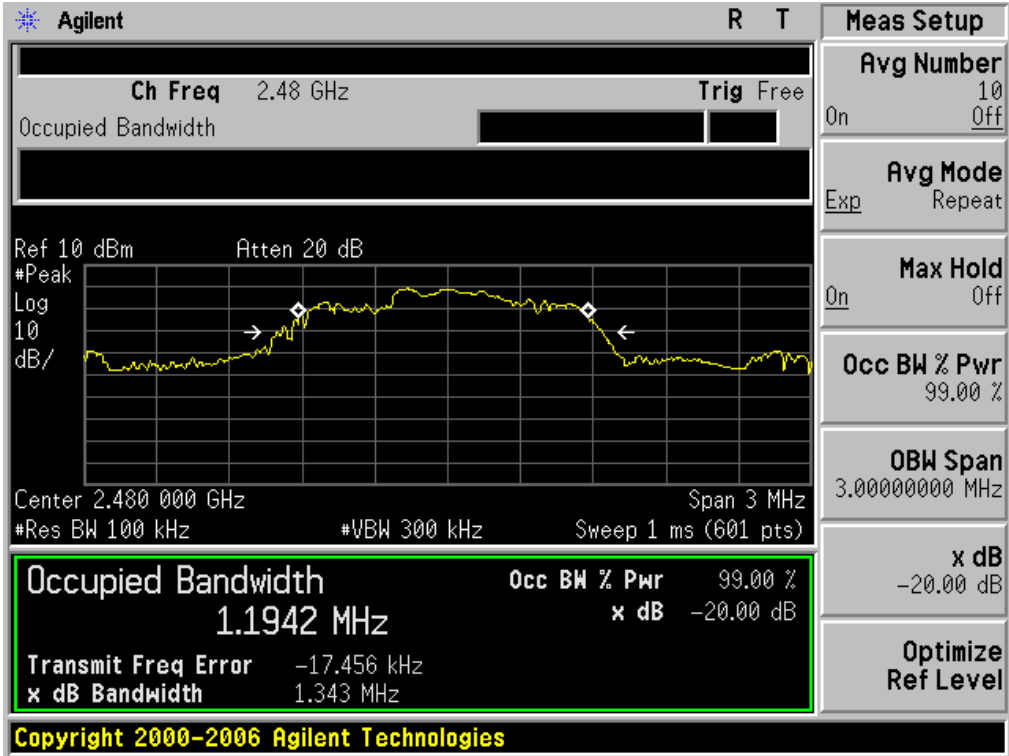 Agilent R T
Ch Freq 2.48 GHz Trig Free
Occupied Bandwidth
Ref 10 dBm Atten 20 dB
#Peak
Log
10
dB/
Center 2.480 000 GHz Span 3 MHz
#Res BW 100 kHz #VBW 300 kHz Sweep 1 ms (601 pts)
Occupied Bandwidth Occ BW % Pwr 99.00 %
1.1942 MHz x dB -20.00 dB
Transmit Freq Error -17.456 kHz
x dB Bandwidth 1.343 MHz
Copyright 2000-2006 Agilent Technologies
Meas Setup
Avg Number
10
On Off
Avg Mode
Exp Repeat
Max Hold
On Off
Occ BW % Pwr
99.00 %
OBW Span
3.00000000 MHz
x dB
-20.00 dB
Optimize
Ref Level